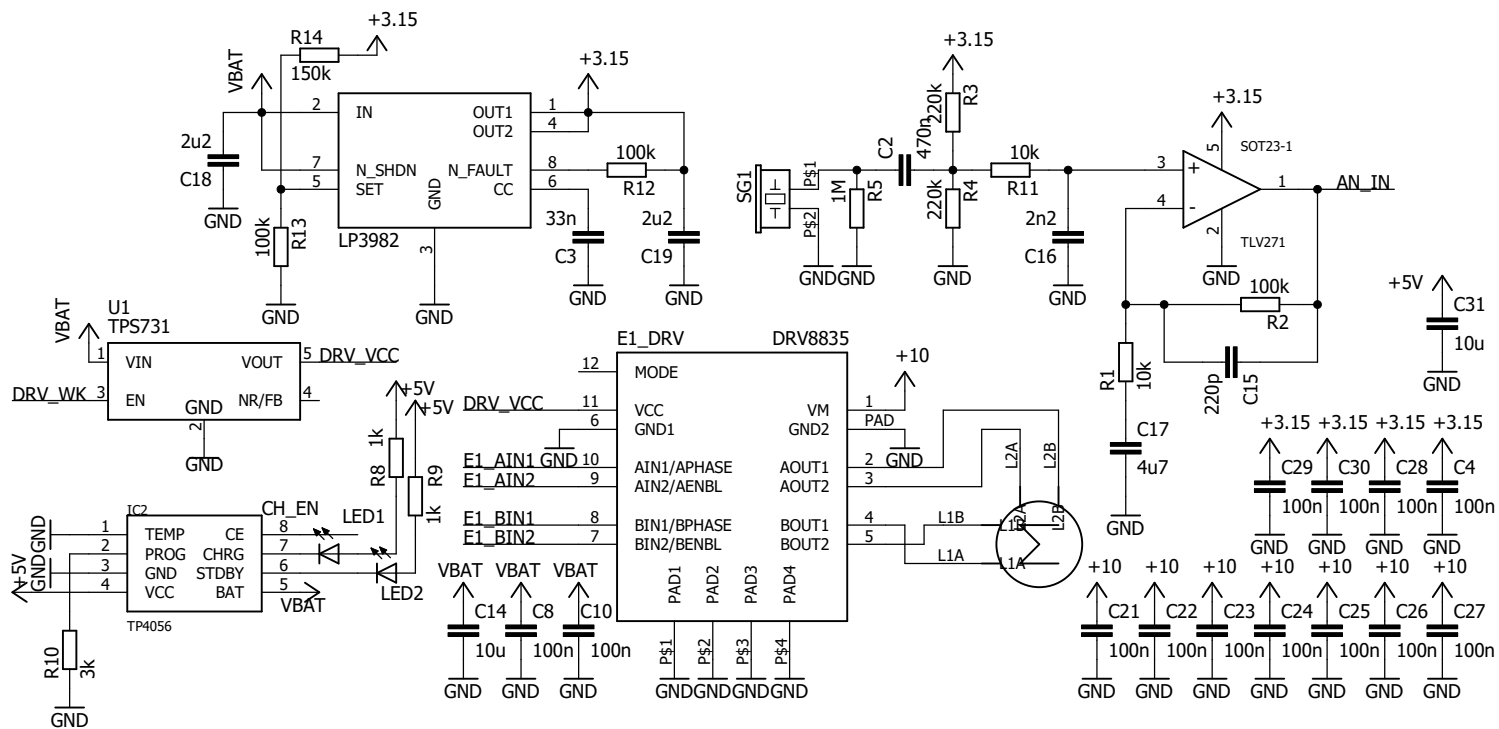 +3.15
R14
150k
VBAT
2u2
C18
GND
100k
R13
GND
2 IN
7 N_SHDN
5 SET
GND
3
OUT1 1
OUT2 4
N_FAULT 8
CC 6
LP3982
GND
+3.15
100k
R12
33n
C3
GND
2u2
C19
GND
SG1
P$1
P$2
GND
1M
R5
GND
C2
470n
+3.15
220k
R3
220k
R4
GND
10k
R11
2n2
C16
GND
+3.15
SOT23-1
5
3 +
4 -
1
2
TLV271
GND
AN_IN
100k
R2
220p
C15
R1
10k
C17
4u7
GND
+5V
C31
10u
GND
U1
TPS731
VBAT
1 VIN
VOUT 5 DRV_VCC
DRV_WK 3 EN
NR/FB 4
GND
2
GND
+5V
+5V
R8
1k
R9
1k
IC2
CH_EN
LED1
LED2
GND
1 TEMP
CE 8
2 PROG
CHRG 7
GND
3 GND
STDBY 6
+5V
4 VCC
BAT 5
VBAT
TP4056
R10
3k
GND
E1_DRV
DRV8835
12 MODE
DRV_VCC 11 VCC
6 GND1
GND
E1_AIN1 10 AIN1/APHASE
E1_AIN2 9 AIN2/AENBL
E1_BIN1 8 BIN1/BPHASE
E1_BIN2 7 BIN2/BENBL
+10
VM 1
GND2 PAD
GND
AOUT1 2
AOUT2 3
BOUT1 4
BOUT2 5
L2A
L2B
L2A
L2B
L1B
L1B
L1A
L1A
PAD1
PAD2
PAD3
PAD4
P$1
P$2
P$3
P$4
GND
GND
GND
GND
VBAT
C14
10u
GND
VBAT
C8
100n
GND
VBAT
C10
100n
GND
+3.15
C29
100n
GND
+3.15
C30
100n
GND
+3.15
C28
100n
GND
+3.15
C4
100n
GND
+10
C21
100n
GND
+10
C22
100n
GND
+10
C23
100n
GND
+10
C24
100n
GND
+10
C25
100n
GND
+10
C26
100n
GND
+10
C27
100n
GND